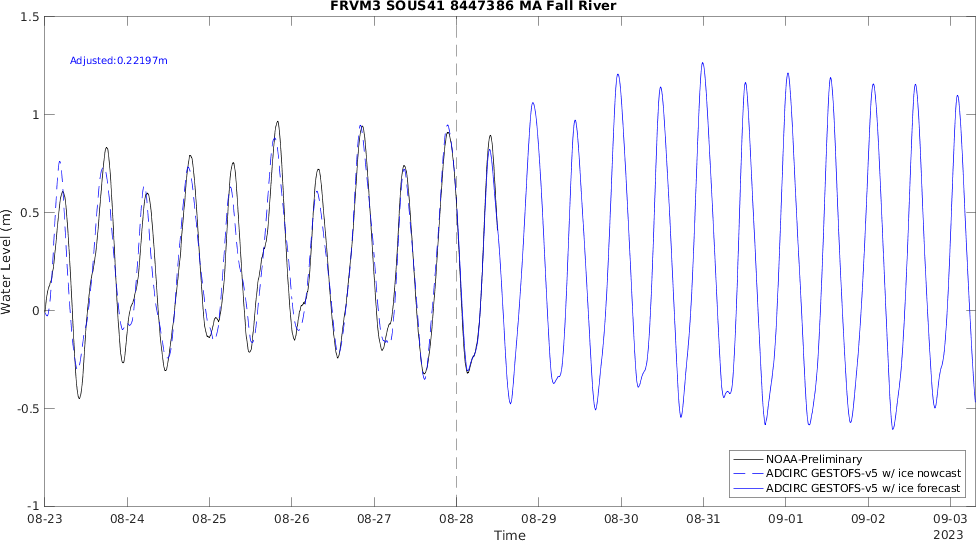 FRVM3 SOUS41 8447386 MA Fall River
Adjusted:0.22197m
1.5
1
0.5
0
-0.5
-1
Water Level (m)
NOAA-Preliminary
ADCIRC GESTOFS-v5 w/ ice nowcast
ADCIRC GESTOFS-v5 w/ ice forecast
08-23 08-24 08-25 08-26 08-27 08-28 08-29 08-30 08-31 09-01 09-02 09-03
Time
2023